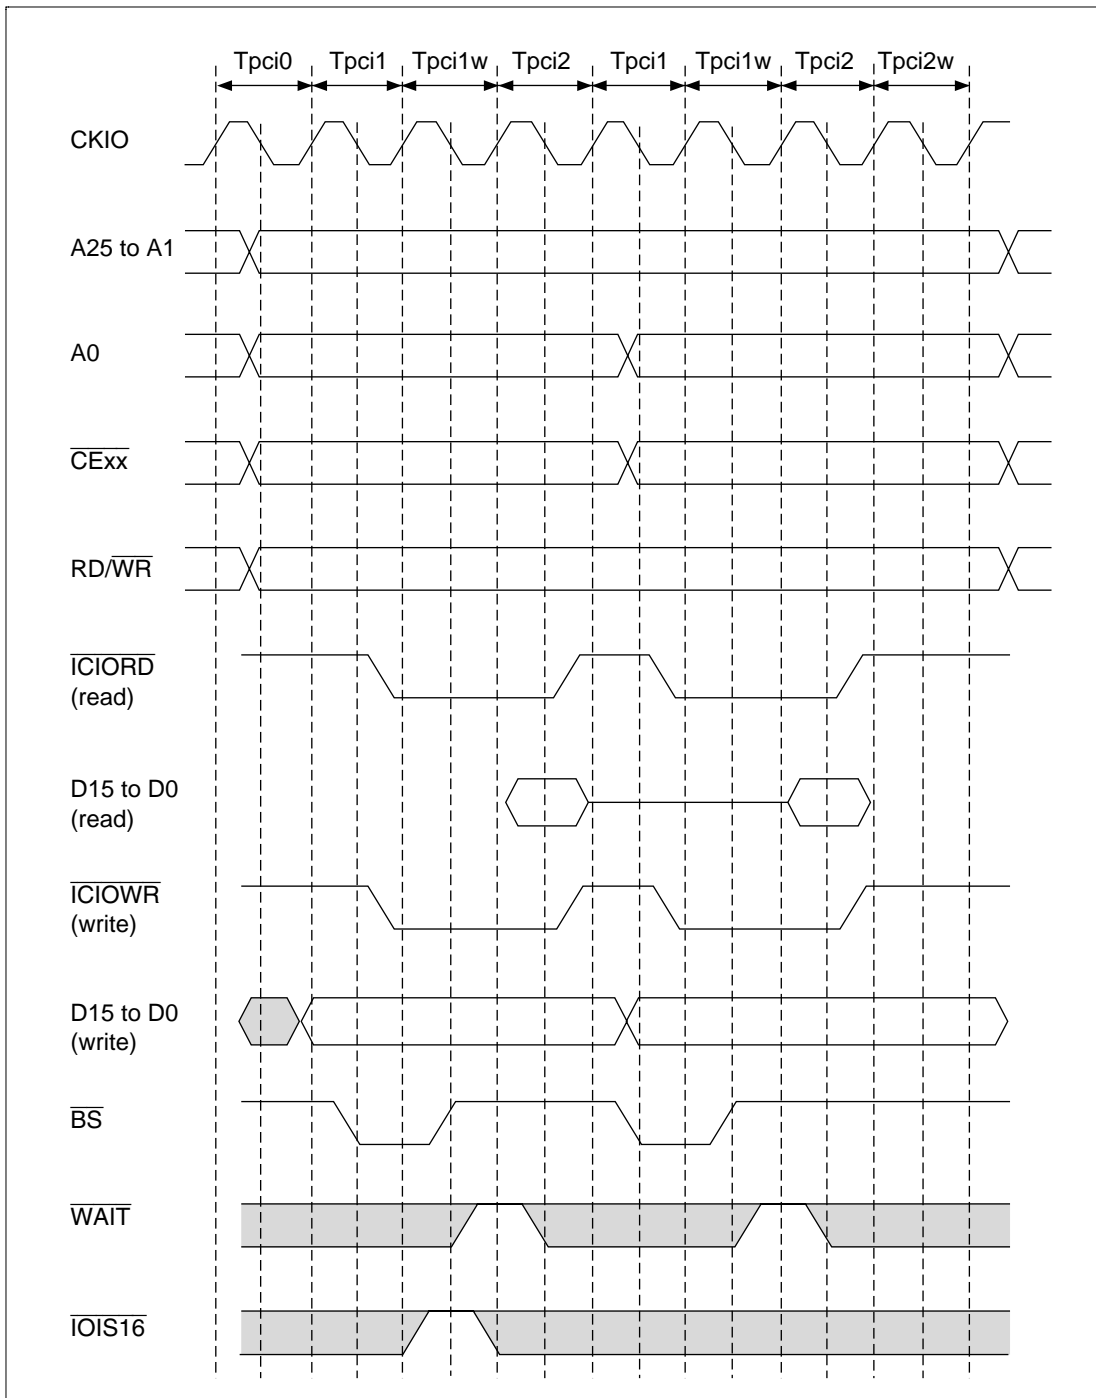 Tpci0 Tpci1 Tpci1w Tpci2 Tpci1 Tpci1w Tpci2 Tpci2w
CKIO
A25 to A1
A0
CExx
RD/WR
ICIORD
(read)
D15 to D0
(read)
ICIOWR
(write)
D15 to D0
(write)
BS
WAIT
IOIS16